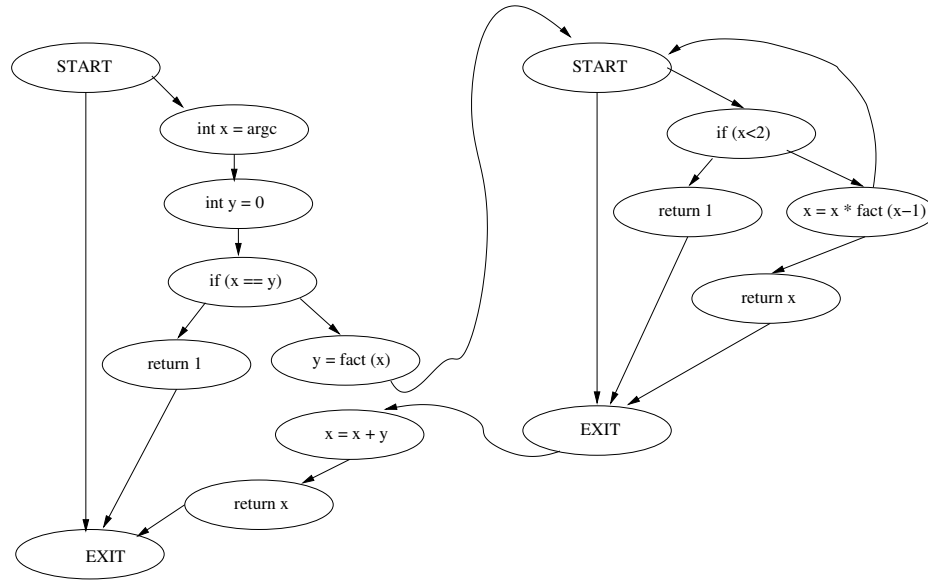 START
int x = argc
int y = 0
if (x == y)
return 1
y = fact (x)
x = x + y
return x
EXIT
START
if (x<2)
return 1
x = x * fact (x−1)
return x
EXIT